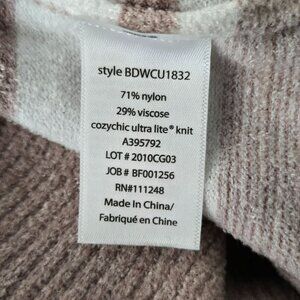 style BDWCU1832
71% nylon
29% viscose
cozychic ultra lite® knit
A395792
LOT # 2010CG03
JOB # BF001256
RN#111248
Made In China/
Fabriqué en Chine